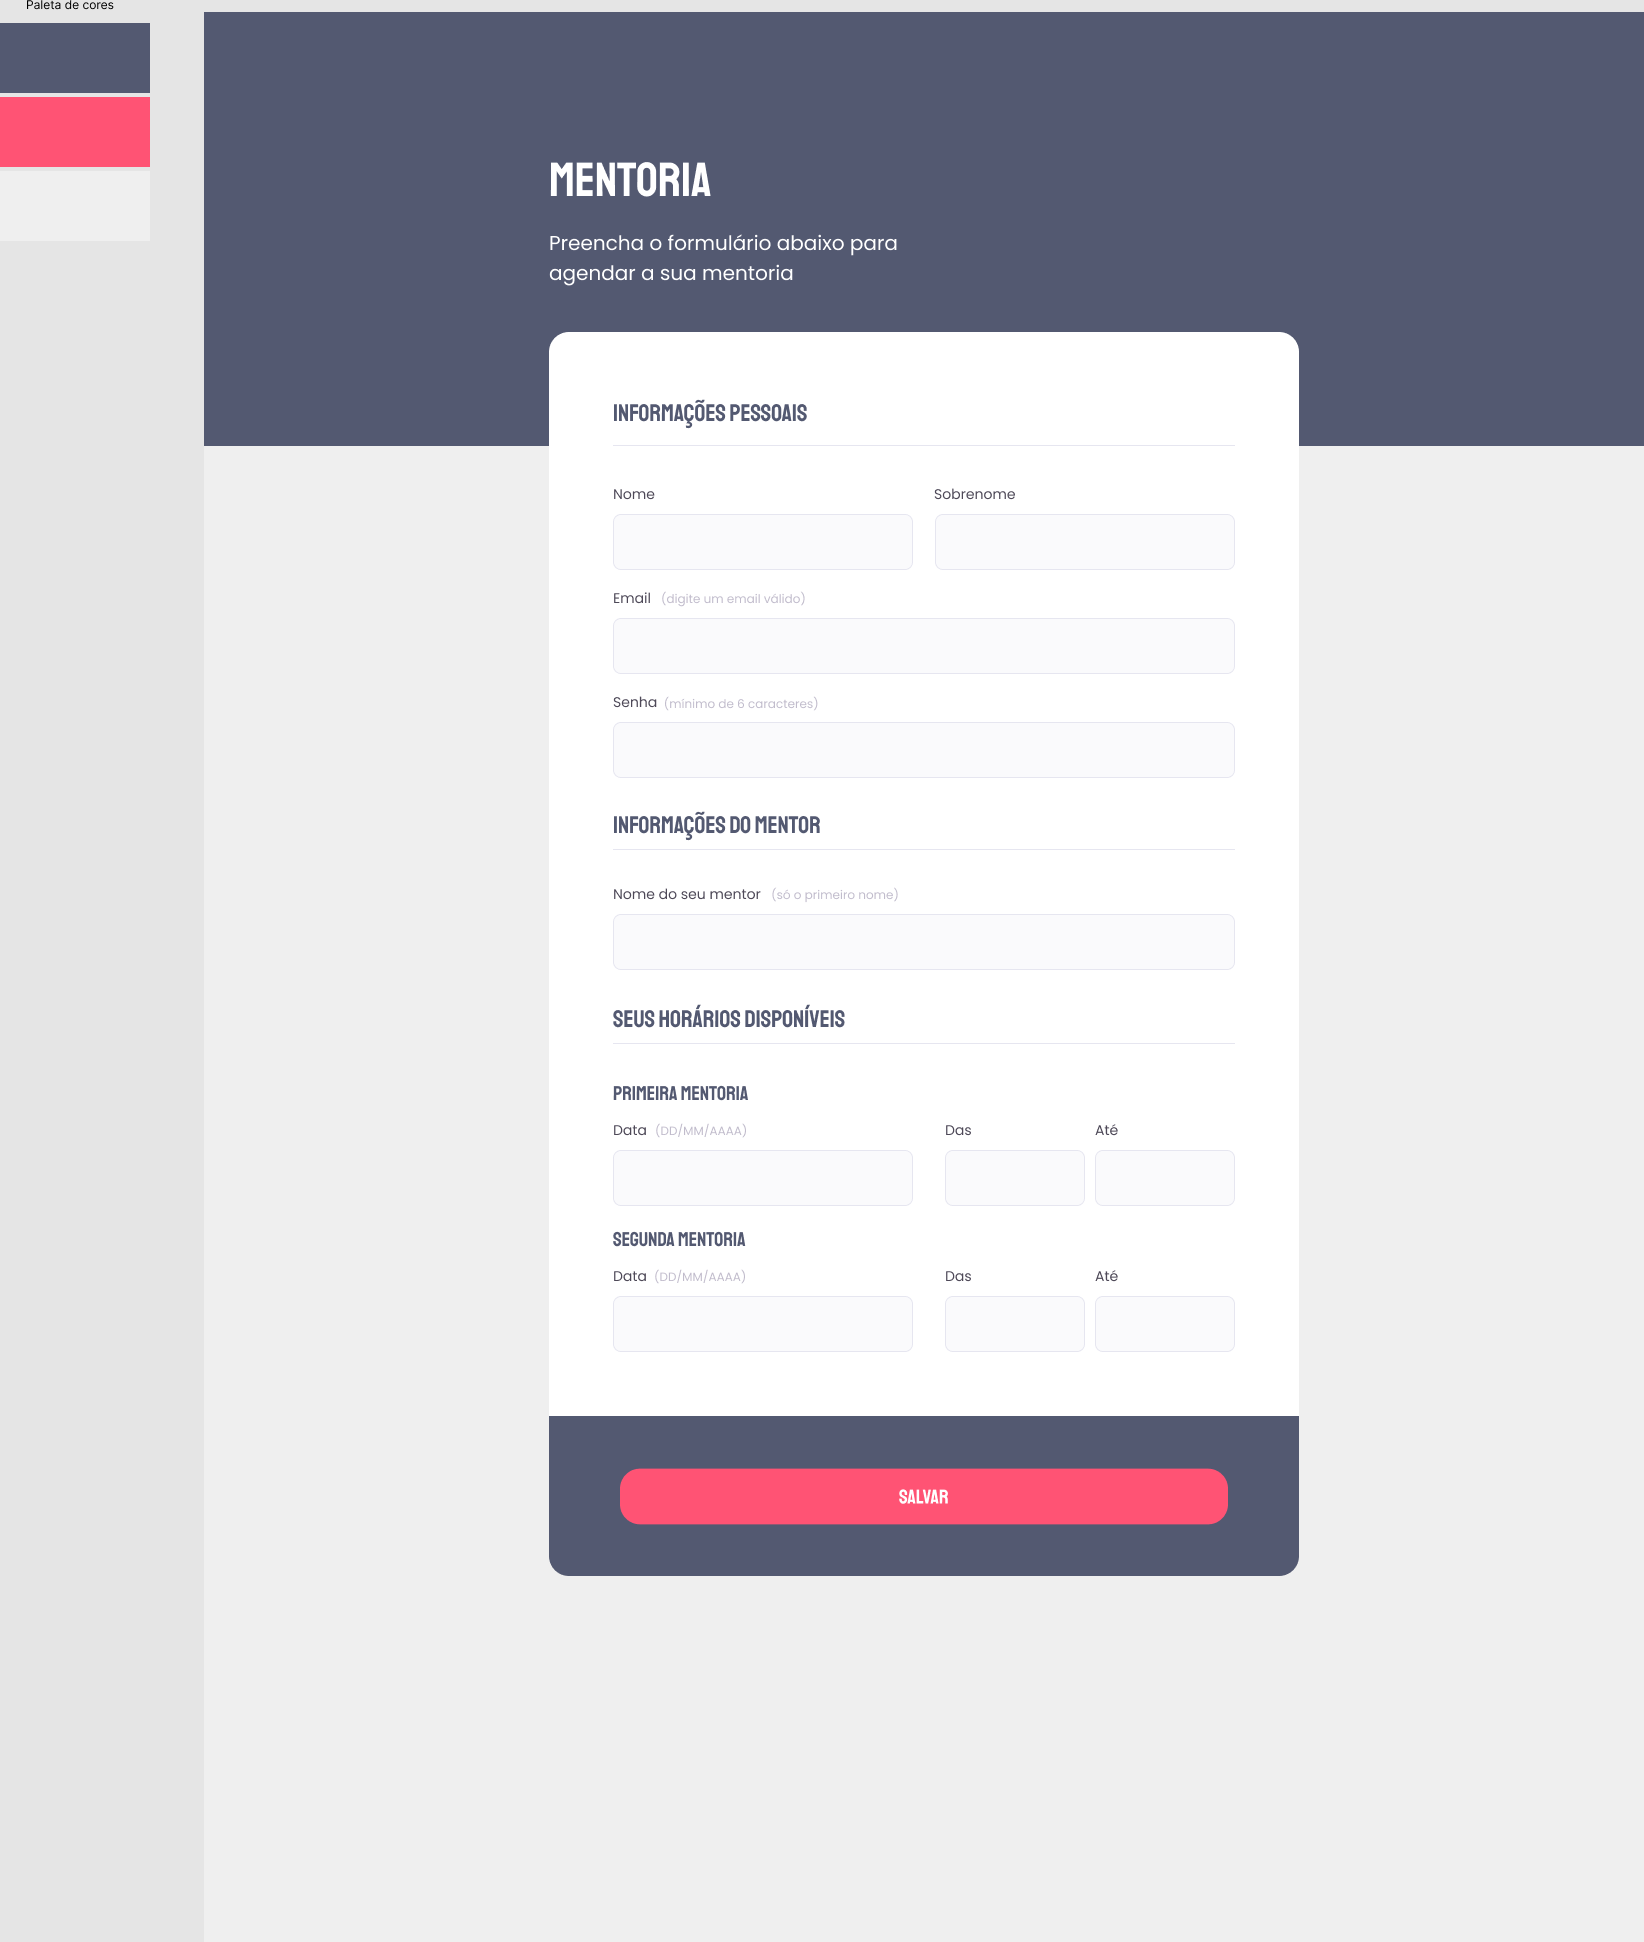 Paleta de cores
MENTORIA
Preencha o formulário abaixo para
agendar a sua mentoria
INFORMAÇÕES PESSOAIS
Nome
Sobrenome
Email (digite um email válido)
Senha (mínimo de 6 caracteres)
INFORMAÇÕES DO MENTOR
Nome do seu mentor (só o primeiro nome)
SEUS HORÁRIOS DISPONÍVEIS
PRIMEIRA MENTORIA
Data (DD/MM/AAAA)
Das
Até
SEGUNDA MENTORIA
Data (DD/MM/AAAA)
Das
Até
SALVAR